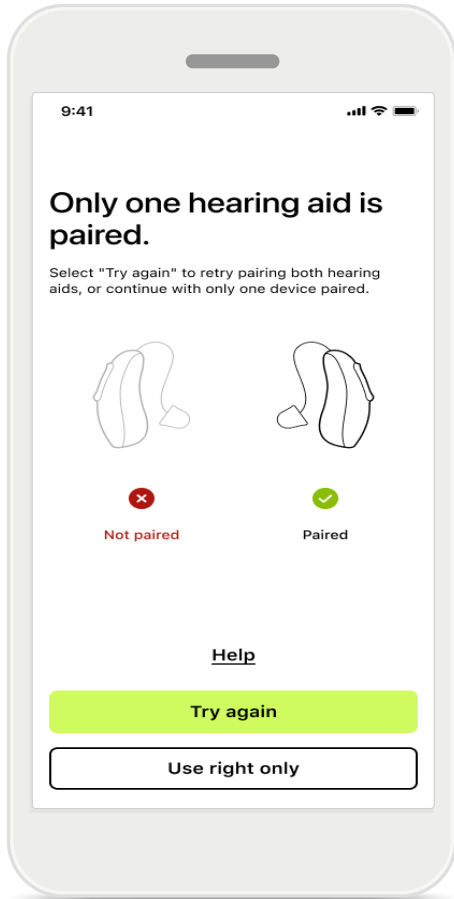 9:41
Only one hearing aid is
paired.
Select "Try again" to retry pairing both hearing
aids, or continue with only one device paired.
Not paired
Paired
Help
Try again
Use right only